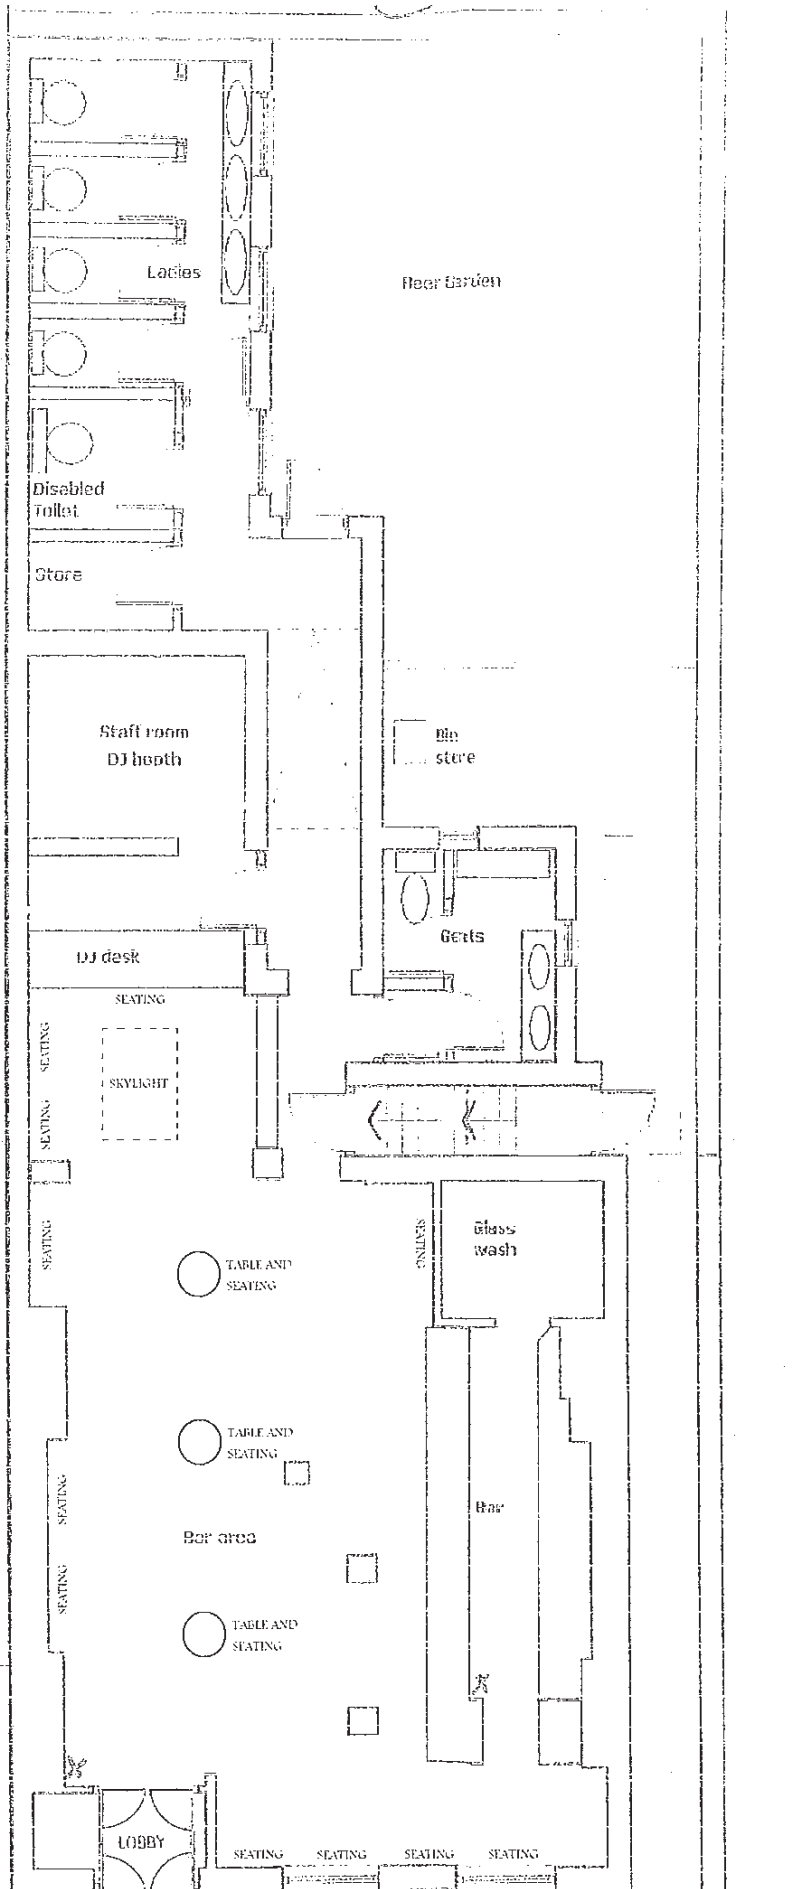 Ladies
Rear Garden
Disabled
Toilet
Store
Staff room
DJ booth
Bin
store
Gents
DJ desk
SEATING
SEATING
SKYLIGHT
SEATING
SEATING
SEATING
Glass
wash
TABLE AND
SEATING
TABLE AND
SEATING
SEATING
Bar
Bar area
SEATING
TABLE AND
SEATING
LOBBY
SEATING
SEATING
SEATING
SEATING